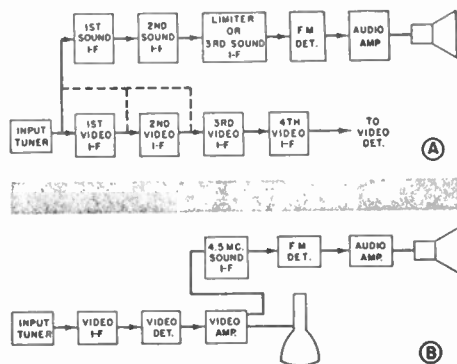 1ST SOUND I-F
2ND SOUND I-F
LIMITER OR 3RD SOUND I-F
FM DET.
AUDIO AMP
INPUT TUNER
1ST VIDEO I-F
2ND VIDEO I-F
3RD VIDEO I-F
4TH VIDEO I-F
TO VIDEO DET.
A
4.5 MC. SOUND I-F
FM DET.
AUDIO AMP.
INPUT TUNER
VIDEO I-F
VIDEO DET.
VIDEO AMP.
B